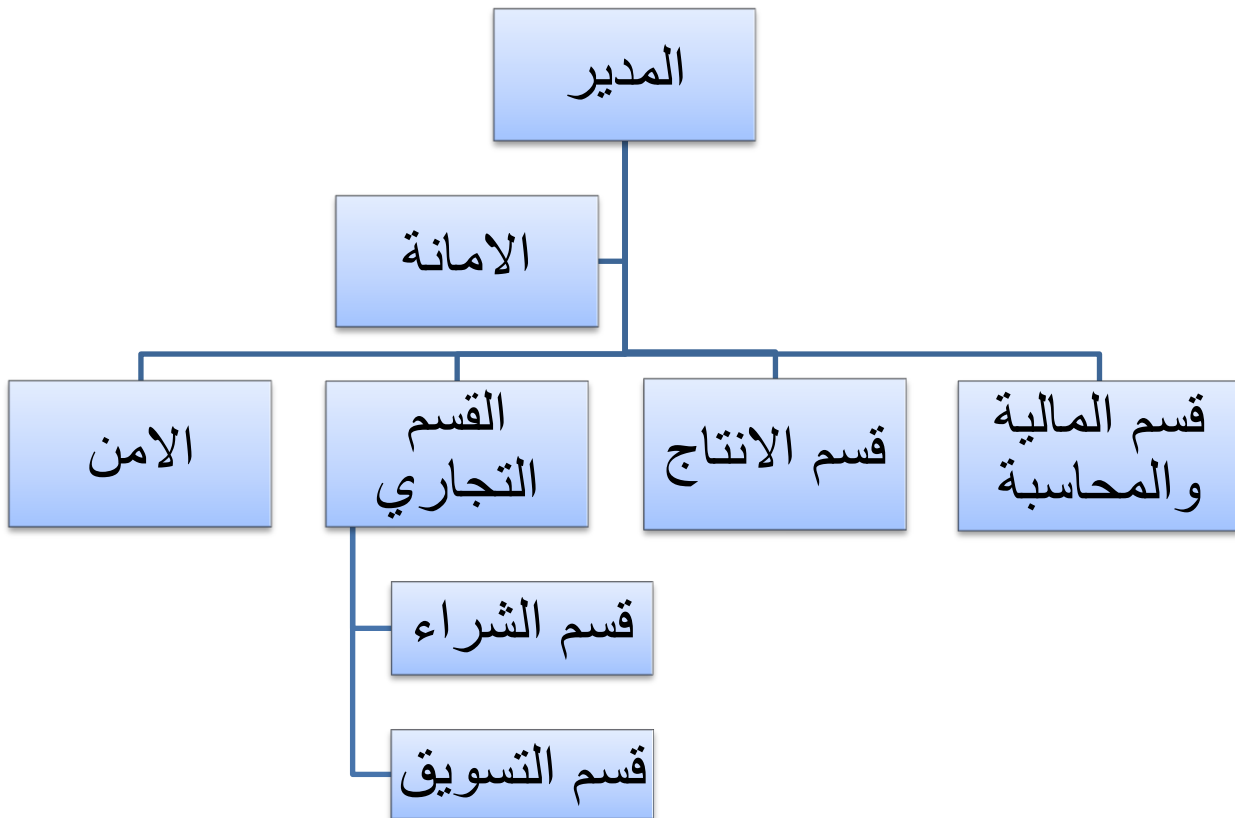 المدير
الامانة
قسم المالية
والمحاسبة
قسم الانتاج
القسم
التجاري
الامن
قسم الشراء
قسم التسويق